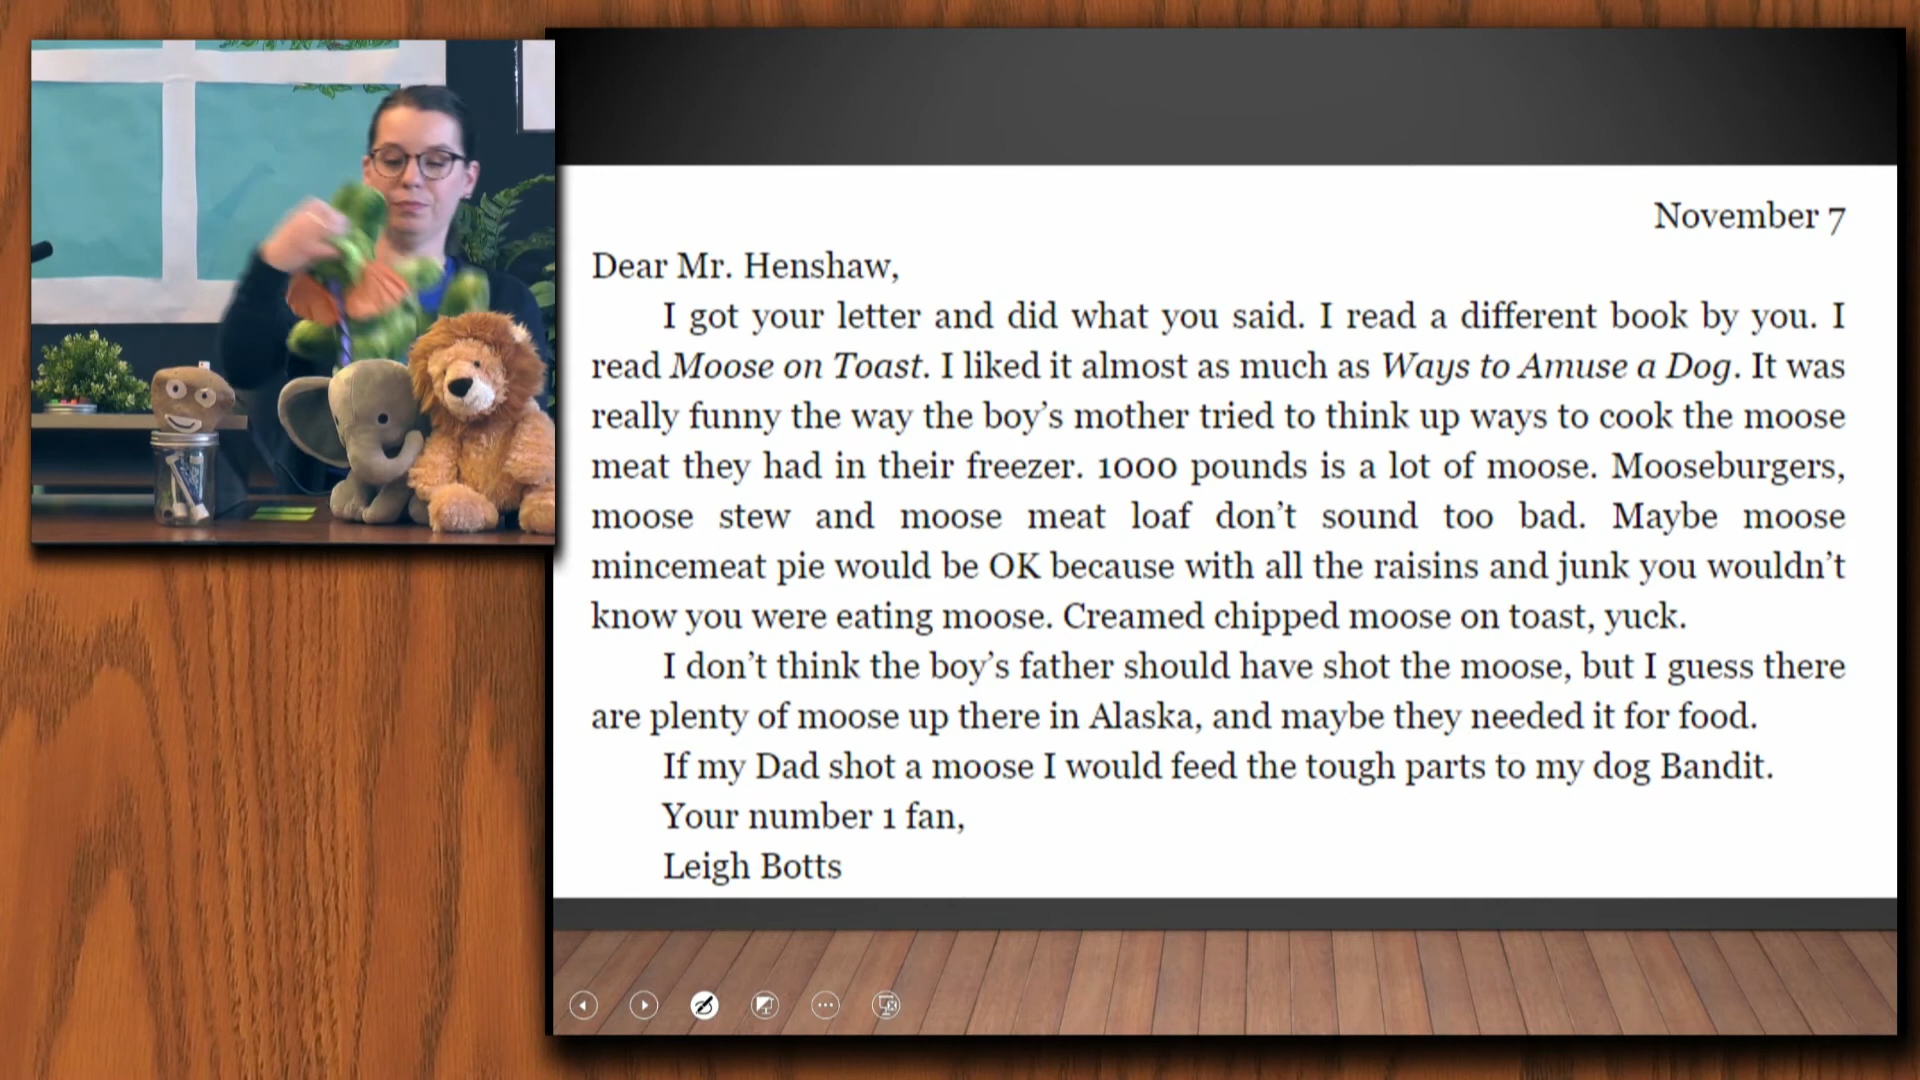 November 7
Dear Mr. Henshaw,
I got your letter and did what you said. I read a different book by you. I
read Moose on Toast. I liked it almost as much as Ways to Amuse a Dog. It was
really funny the way the boy’s mother tried to think up ways to cook the moose
meat they had in their freezer. 1000 pounds is a lot of moose. Mooseburgers,
moose stew and moose meat loaf don’t sound too bad. Maybe moose
mincemeat pie would be OK because with all the raisins and junk you wouldn’t
know you were eating moose. Creamed chipped moose on toast, yuck.
I don’t think the boy’s father should have shot the moose, but I guess there
are plenty of moose up there in Alaska, and maybe they needed it for food.
If my Dad shot a moose I would feed the tough parts to my dog Bandit.
Your number 1 fan,
Leigh Botts